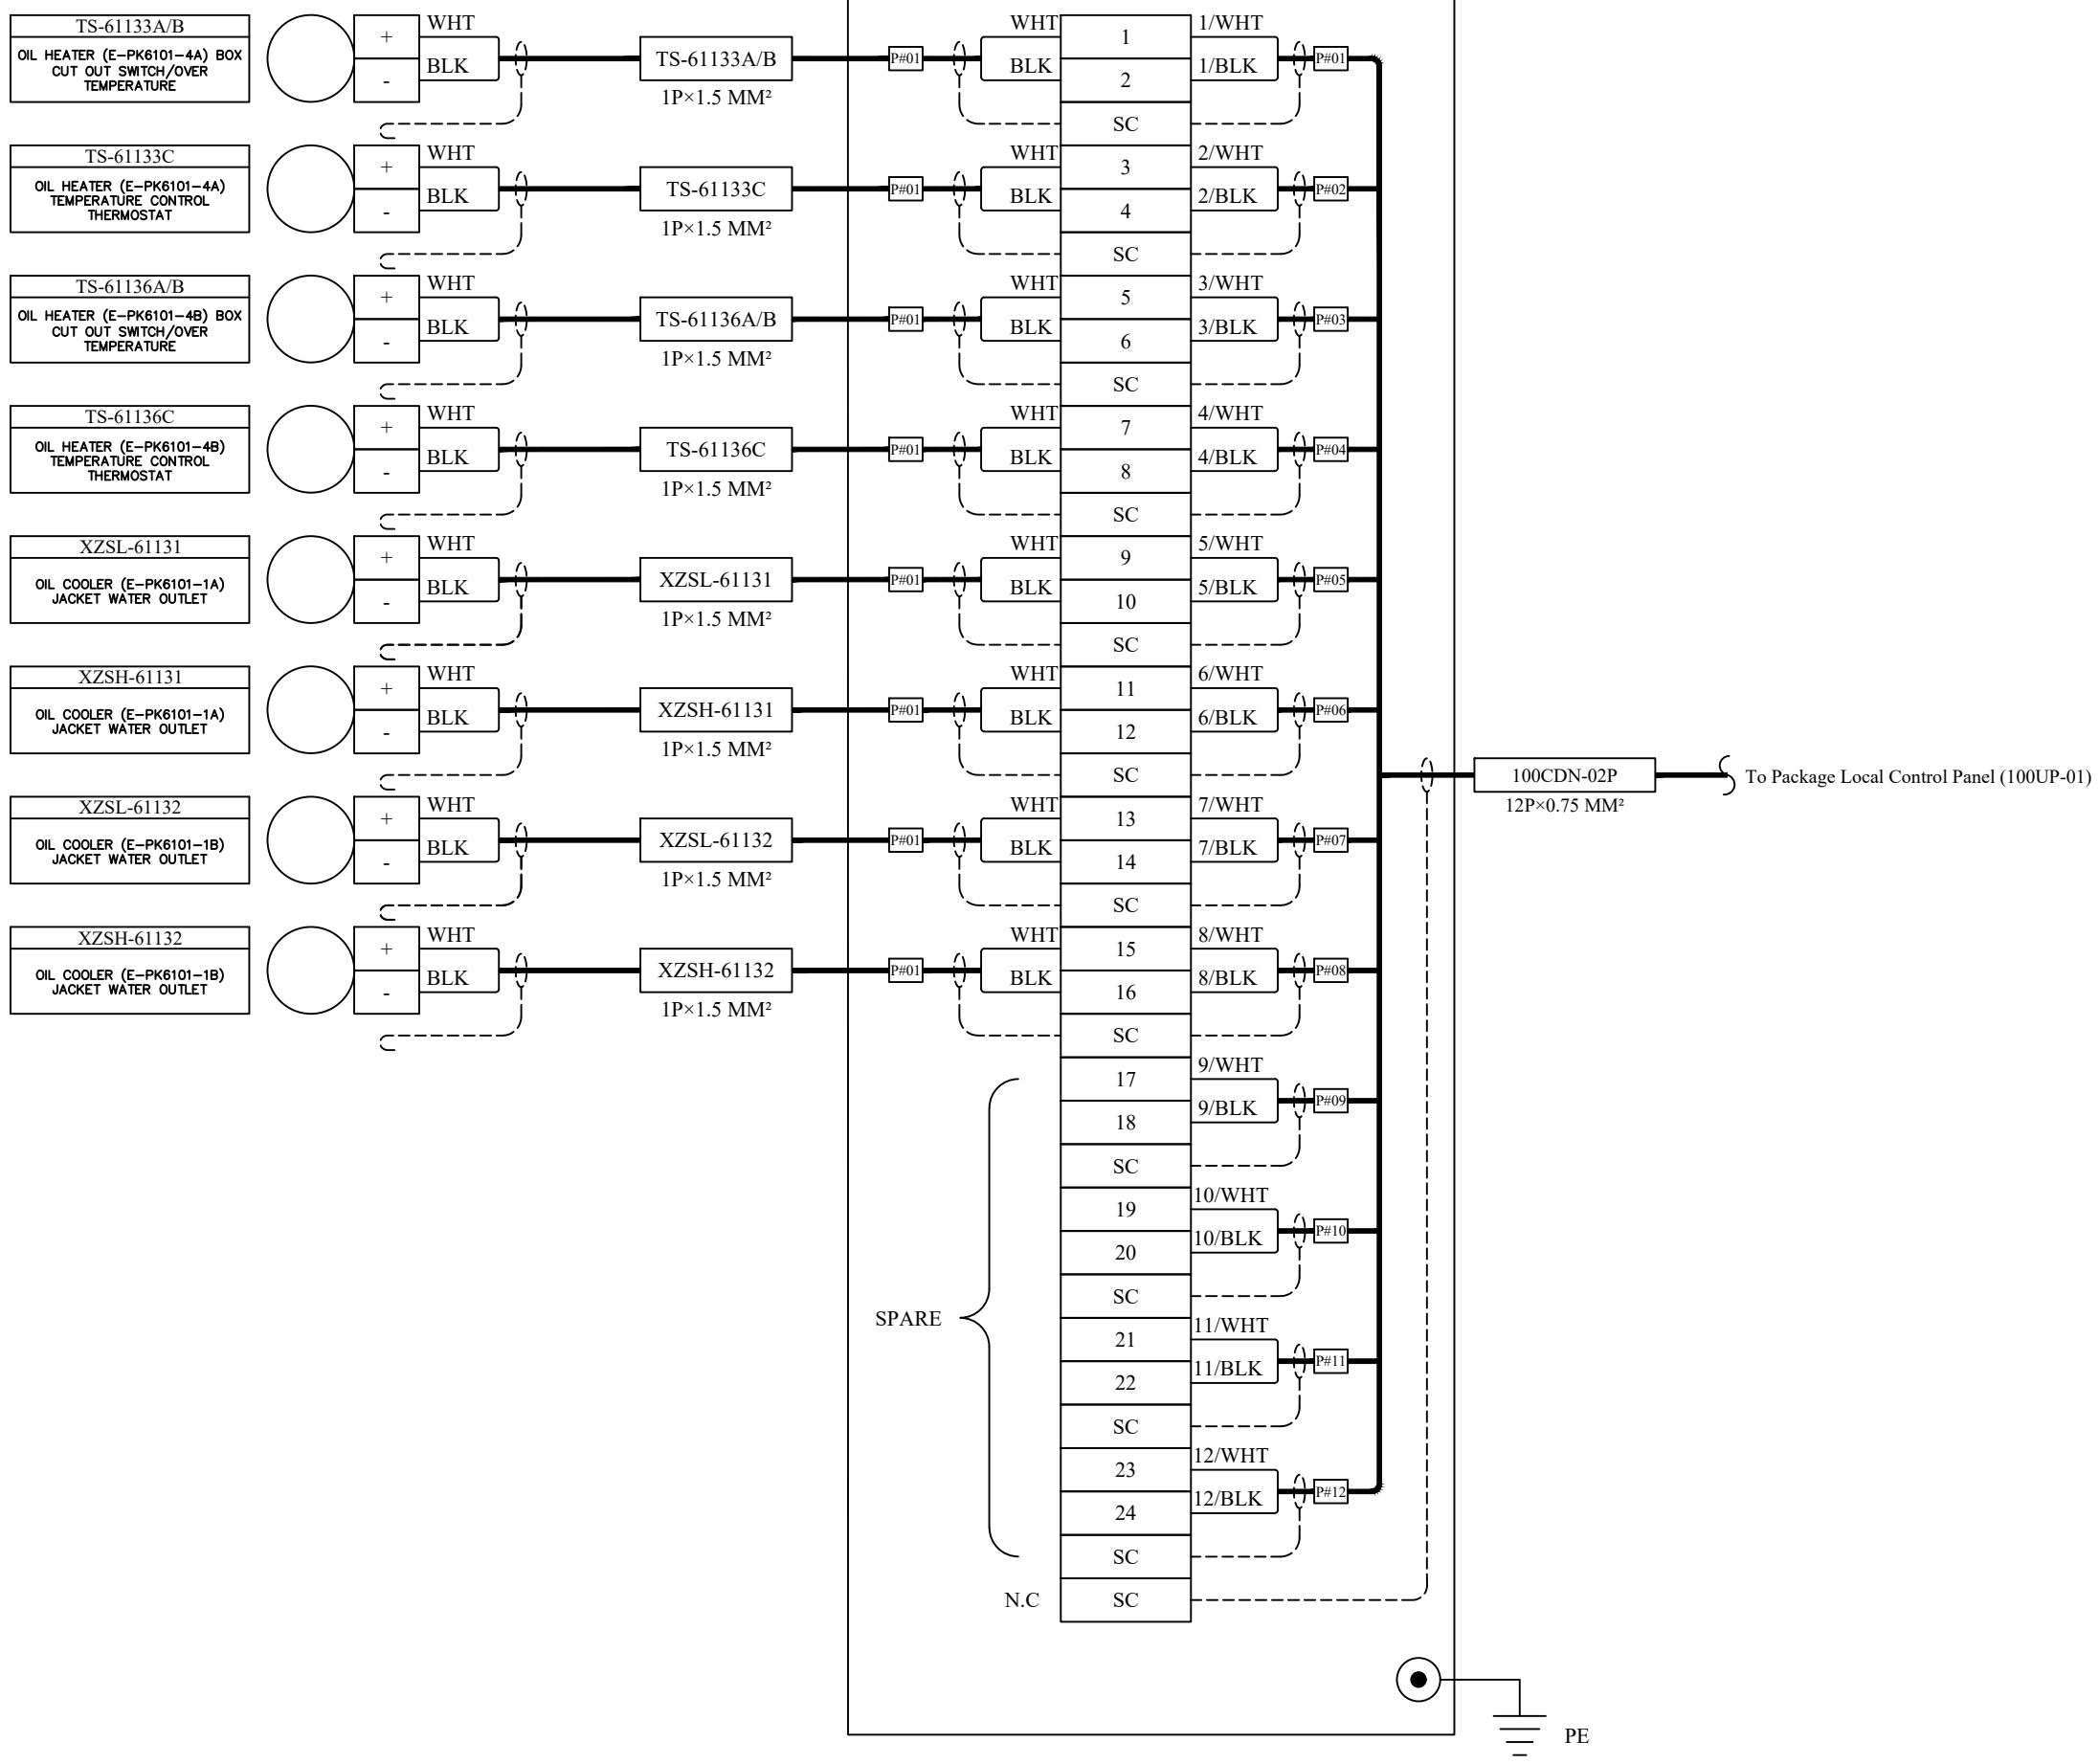 TS-61133A/B
OIL HEATER (E-PK6101-4A) BOX
CUT OUT SWITCH/OVER
TEMPERATURE
+
-
WHT
BLK
TS-61133A/B
1P×1.5 MM²
P#01
WHT
BLK
1
2
SC
1/WHT
1/BLK
P#01
TS-61133C
OIL HEATER (E-PK6101-4A)
TEMPERATURE CONTROL
THERMOSTAT
+
-
WHT
BLK
TS-61133C
1P×1.5 MM²
P#01
WHT
BLK
3
4
SC
2/WHT
2/BLK
P#02
TS-61136A/B
OIL HEATER (E-PK6101-4B) BOX
CUT OUT SWITCH/OVER
TEMPERATURE
+
-
WHT
BLK
TS-61136A/B
1P×1.5 MM²
P#01
WHT
BLK
5
6
SC
3/WHT
3/BLK
P#03
TS-61136C
OIL HEATER (E-PK6101-4B)
TEMPERATURE CONTROL
THERMOSTAT
+
-
WHT
BLK
TS-61136C
1P×1.5 MM²
P#01
WHT
BLK
7
8
SC
4/WHT
4/BLK
P#04
XZSL-61131
OIL COOLER (E-PK6101-1A)
JACKET WATER OUTLET
+
-
WHT
BLK
XZSL-61131
1P×1.5 MM²
P#01
WHT
BLK
9
10
SC
5/WHT
5/BLK
P#05
XZSH-61131
OIL COOLER (E-PK6101-1A)
JACKET WATER OUTLET
+
-
WHT
BLK
XZSH-61131
1P×1.5 MM²
P#01
WHT
BLK
11
12
SC
6/WHT
6/BLK
P#06
100CDN-02P
12P×0.75 MM²
To Package Local Control Panel (100UP-01)
XZSL-61132
OIL COOLER (E-PK6101-1B)
JACKET WATER OUTLET
+
-
WHT
BLK
XZSL-61132
1P×1.5 MM²
P#01
WHT
BLK
13
14
SC
7/WHT
7/BLK
P#07
XZSH-61132
OIL COOLER (E-PK6101-1B)
JACKET WATER OUTLET
+
-
WHT
BLK
XZSH-61132
1P×1.5 MM²
P#01
WHT
BLK
15
16
SC
8/WHT
8/BLK
P#08
SPARE
17
18
SC
9/WHT
9/BLK
P#09
19
20
SC
10/WHT
10/BLK
P#10
21
22
SC
11/WHT
11/BLK
P#11
23
24
SC
12/WHT
12/BLK
P#12
N.C
SC
PE